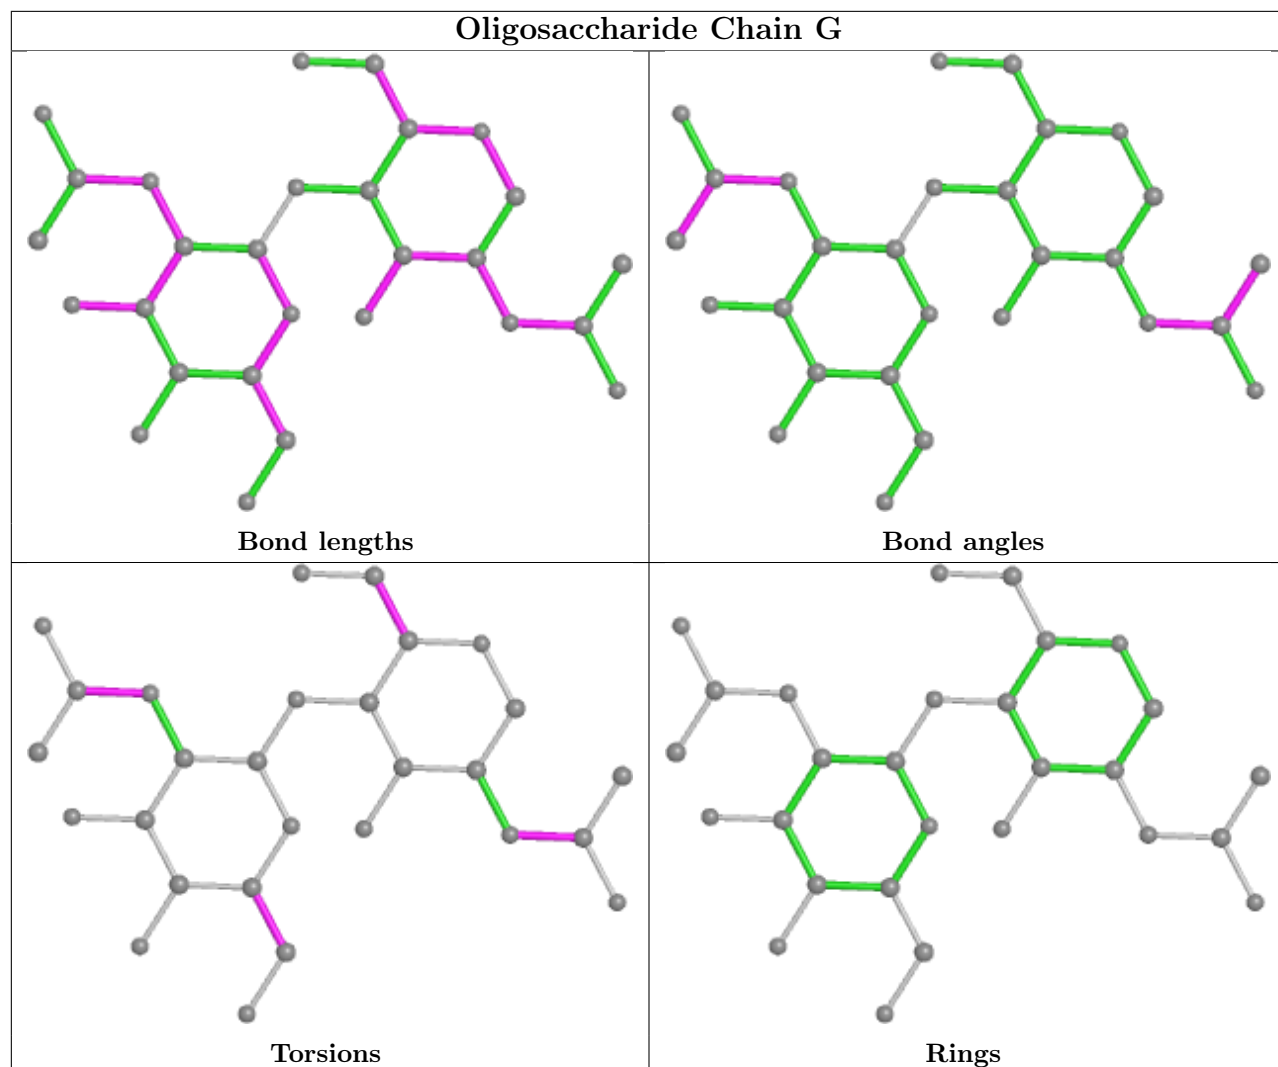 Oligosaccharide Chain G
Bond lengths
Bond angles
Torsions
Rings